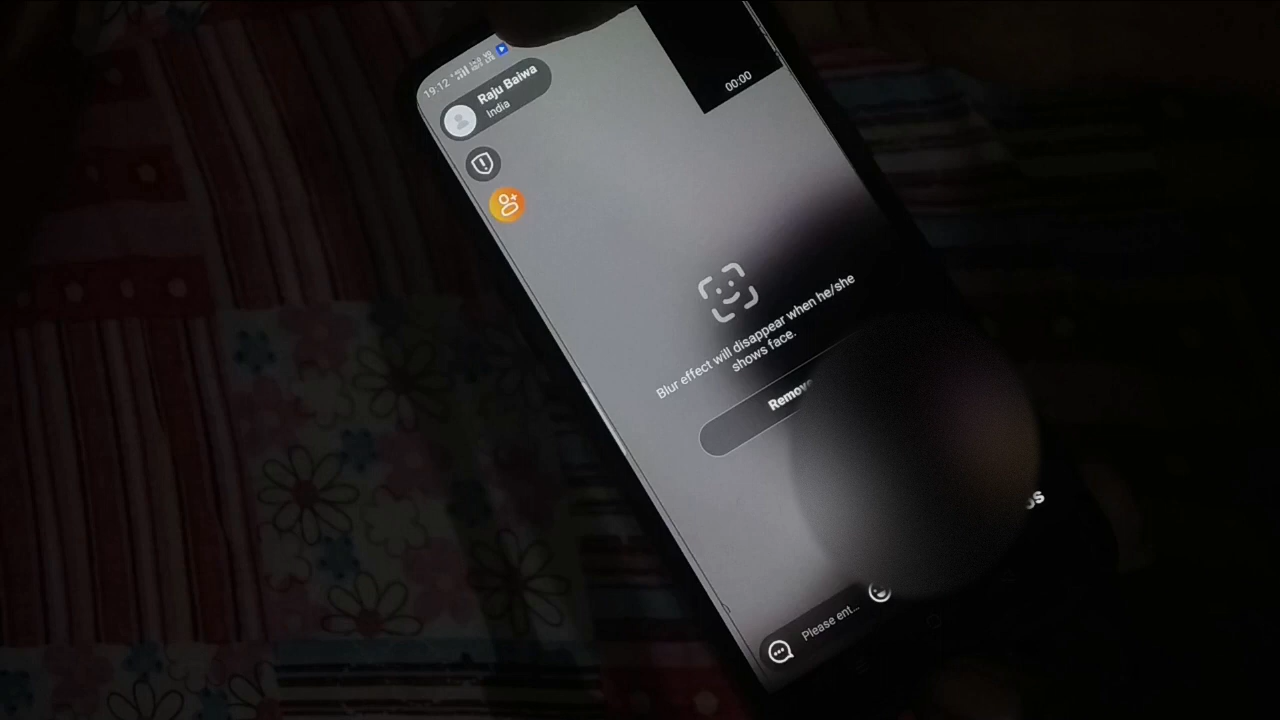 19:12
Raju Baiwa
India
00:00
Blur effect will disappear when he/she
shows face.
Remove
Please ent...